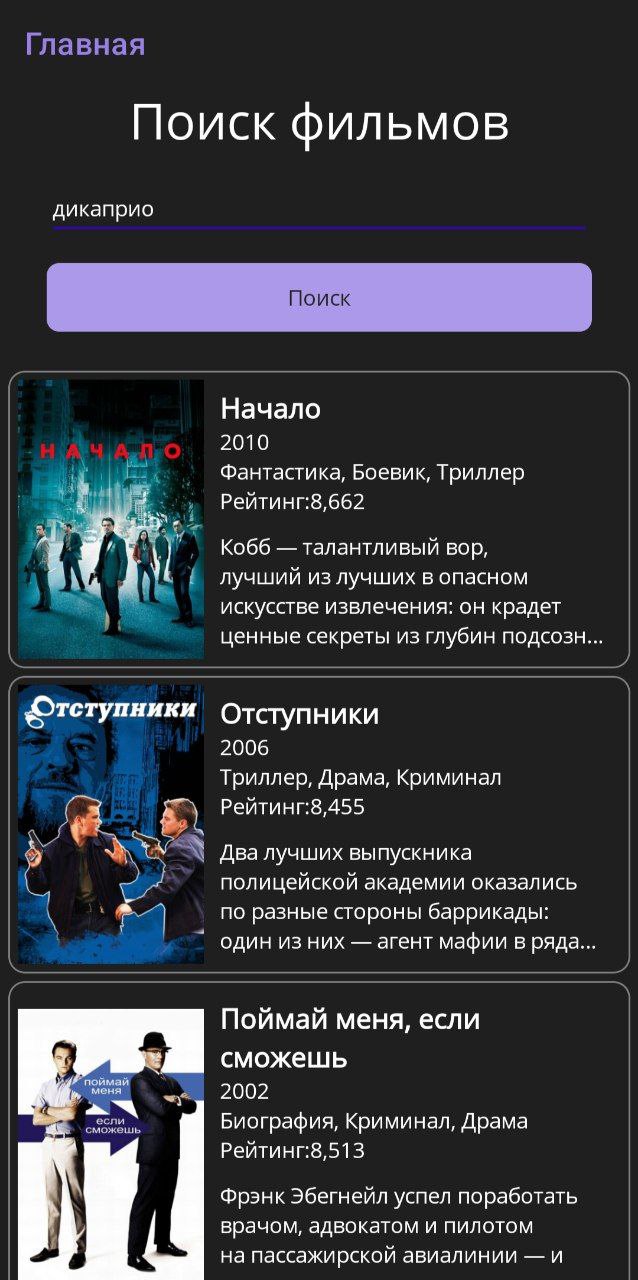 Главная
Поиск фильмов
дикаприо
Поиск
НАЧАЛО
Начало
2010
Фантастика, Боевик, Триллер
Рейтинг:8,662
Кобб — талантливый вор,
лучший из лучших в опасном
искусстве извлечения: он крадет
ценные секреты из глубин подсозн...
Отступники
Отступники
2006
Триллер, Драма, Криминал
Рейтинг:8,455
Два лучших выпускника
полицейской академии оказались
по разные стороны баррикады:
один из них — агент мафии в ряда...
поймай
меня
если
сможешь
Поймай меня, если
сможешь
2002
Биография, Криминал, Драма
Рейтинг:8,513
Фрэнк Эбегнейл успел поработать
врачом, адвокатом и пилотом
на пассажирской авиалинии — и